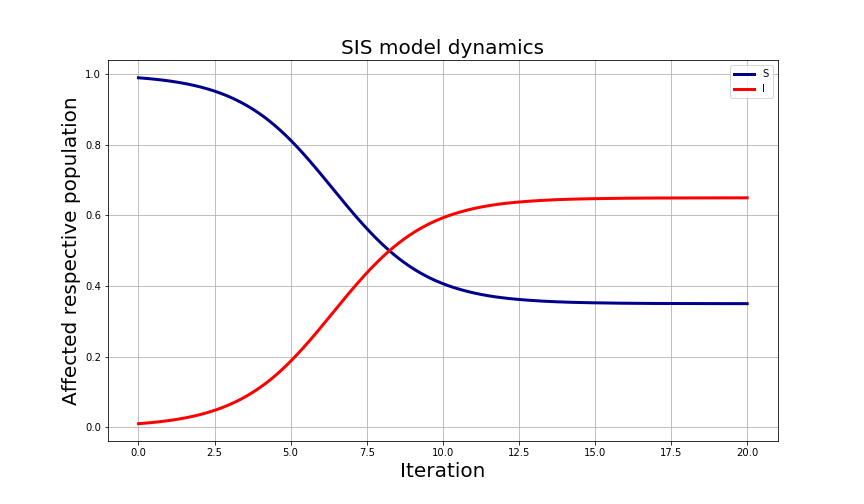 SIS model dynamics
S
I
Affected respective population
1.0
0.8
0.6
0.4
0.2
0.0
0.0 2.5 5.0 7.5 10.0 12.5 15.0 17.5 20.0
Iteration